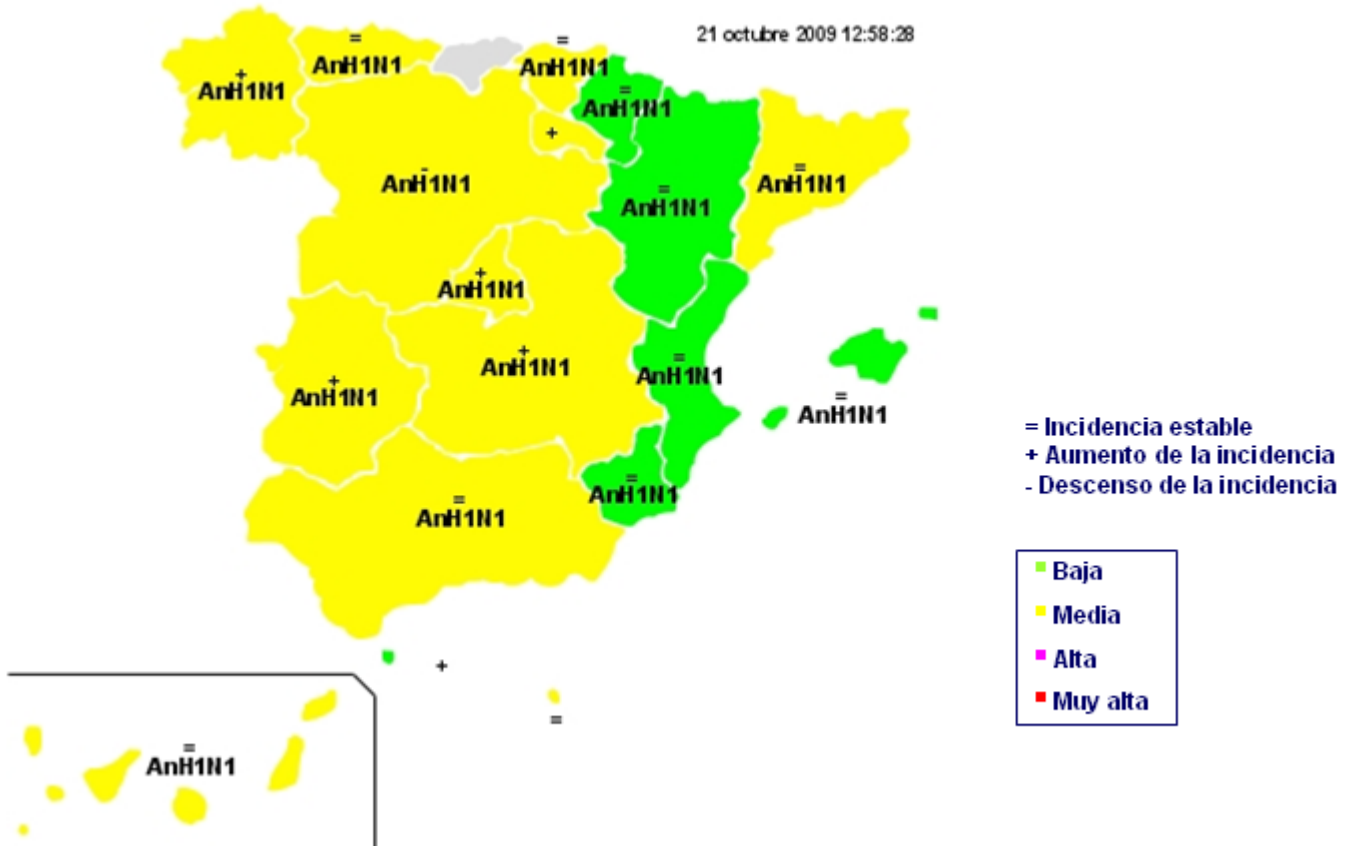 21 octubre 2009 12:58:28
=
AnH1N1
=
AnH1N1
+
AnH1N1
=
AnH1N1
+
-
AnH1N1
=
AnH1N1
=
AnH1N1
+
AnH1N1
+
AnH1N1
=
AnH1N1
+
AnH1N1
=
AnH1N1
=
AnH1N1
=
AnH1N1
+
=
=
AnH1N1
= Incidencia estable
+ Aumento de la incidencia
- Descenso de la incidencia
Baja
Media
Alta
Muy alta